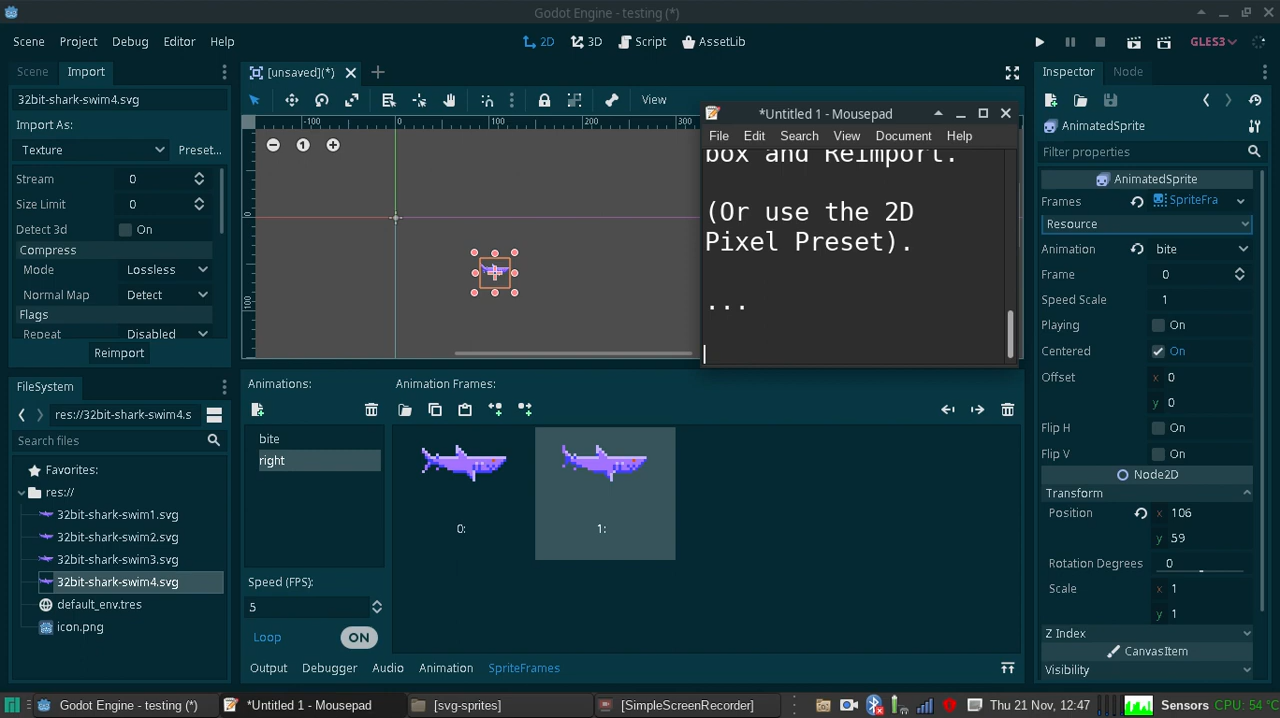 Godot Engine - testing (*)
Scene Project Debug Editor Help
2D 3D Script AssetLib
GLES3
Scene Import
[unsaved](*)
Inspector Node
32bit-shark-swim4.svg
View
Import As:
Texture Preset...
Stream 0
Size Limit 0
Detect 3d On
Compress
Mode Lossless
Normal Map Detect
Flags
Repeat Disabled
Reimport
-100 0 100 200 300
0
100
1
*Untitled 1 - Mousepad
File Edit Search View Document Help
box and Reimport.
(Or use the 2D
Pixel Preset).
...
AnimatedSprite
Filter properties
AnimatedSprite
Frames SpriteFra
Resource
Animation bite
Frame 0
Speed Scale 1
Playing On
Centered On
Offset x 0
y 0
Flip H On
Flip V On
Node2D
Transform
Position x 106
y 59
Rotation Degrees 0
Scale x 1
y 1
Z Index
CanvasItem
Visibility
FileSystem
res://32bit-shark-swim4.s
Search files
Favorites:
res://
32bit-shark-swim1.svg
32bit-shark-swim2.svg
32bit-shark-swim3.svg
32bit-shark-swim4.svg
default_env.tres
icon.png
Animations:
bite
right
Speed (FPS):
5
Loop ON
Animation Frames:
0: 1:
Output Debugger Audio Animation SpriteFrames
Godot Engine - testing (*) *Untitled 1 - Mousepad [svg-sprites] [SimpleScreenRecorder] Thu 21 Nov, 12:47 Sensors CPU: 54 °C